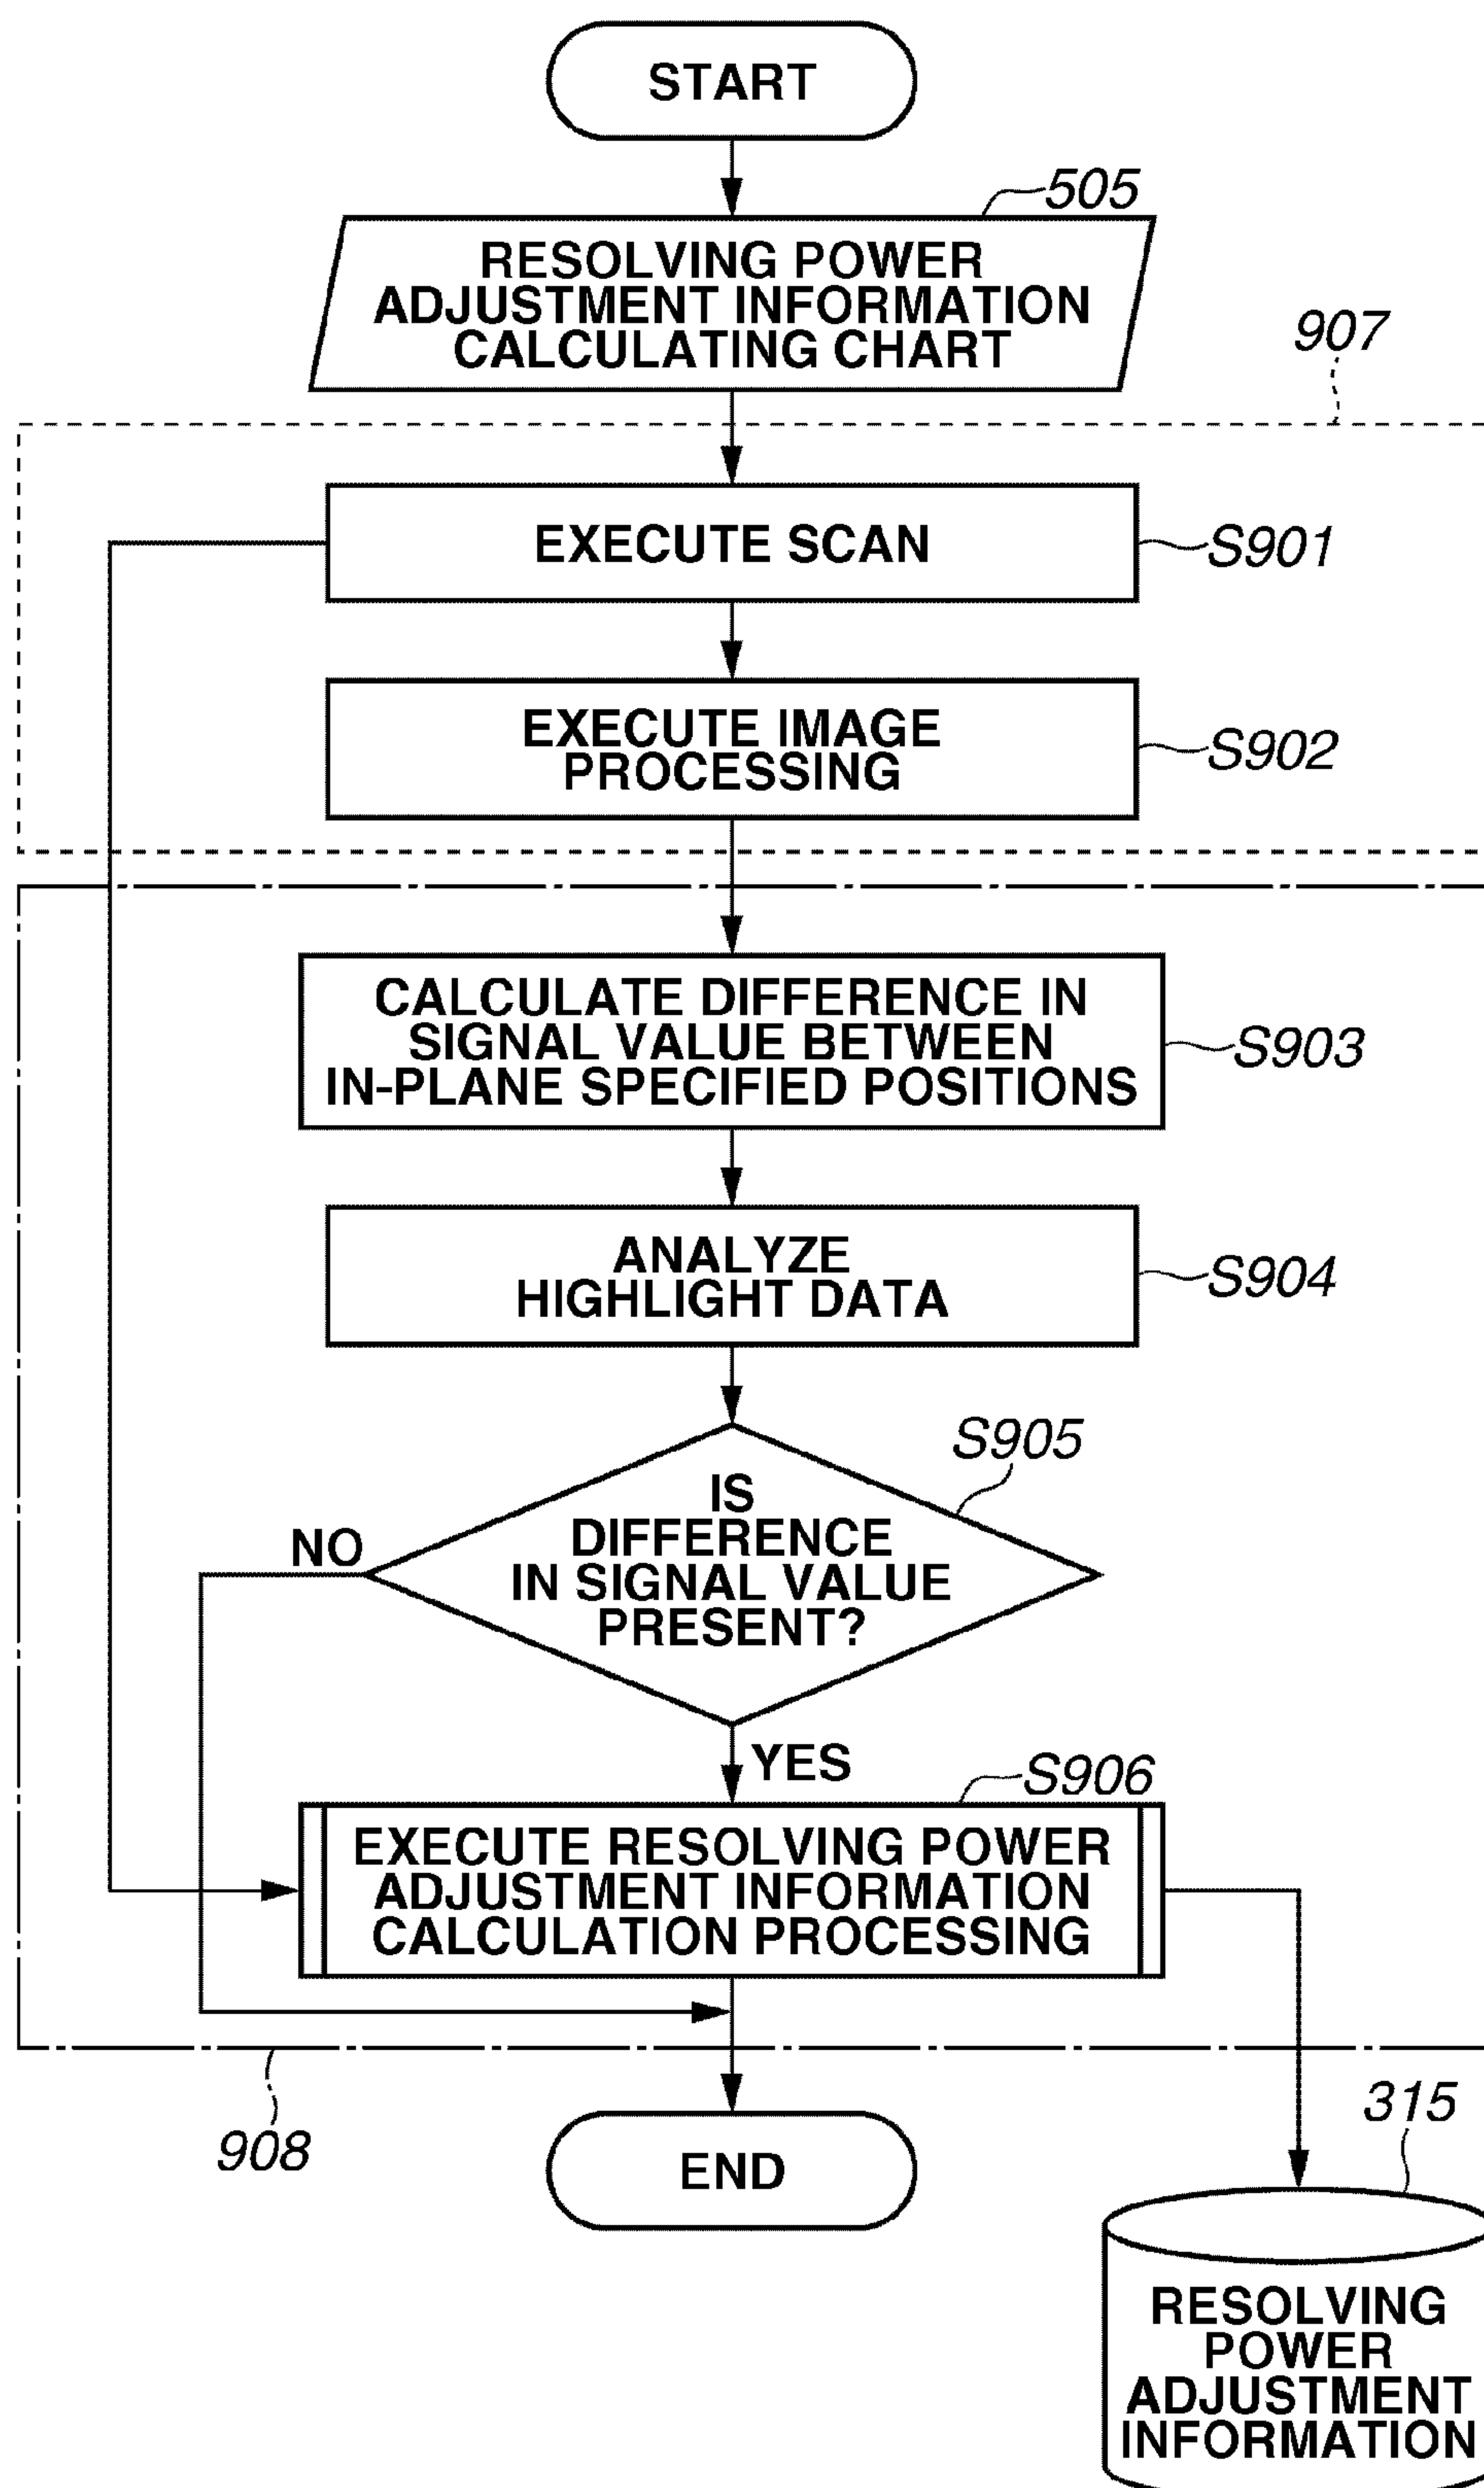 START
505
RESOLVING POWER
ADJUSTMENT INFORMATION
CALCULATING CHART
907
EXECUTE SCAN
S901
EXECUTE IMAGE
PROCESSING
S902
CALCULATE DIFFERENCE IN
SIGNAL VALUE BETWEEN
IN-PLANE SPECIFIED POSITIONS
S903
ANALYZE
HIGHLIGHT DATA
S904
S905
IS
DIFFERENCE
IN SIGNAL VALUE
PRESENT?
NO
YES
S906
EXECUTE RESOLVING POWER
ADJUSTMENT INFORMATION
CALCULATION PROCESSING
908
END
315
RESOLVING
POWER
ADJUSTMENT
INFORMATION